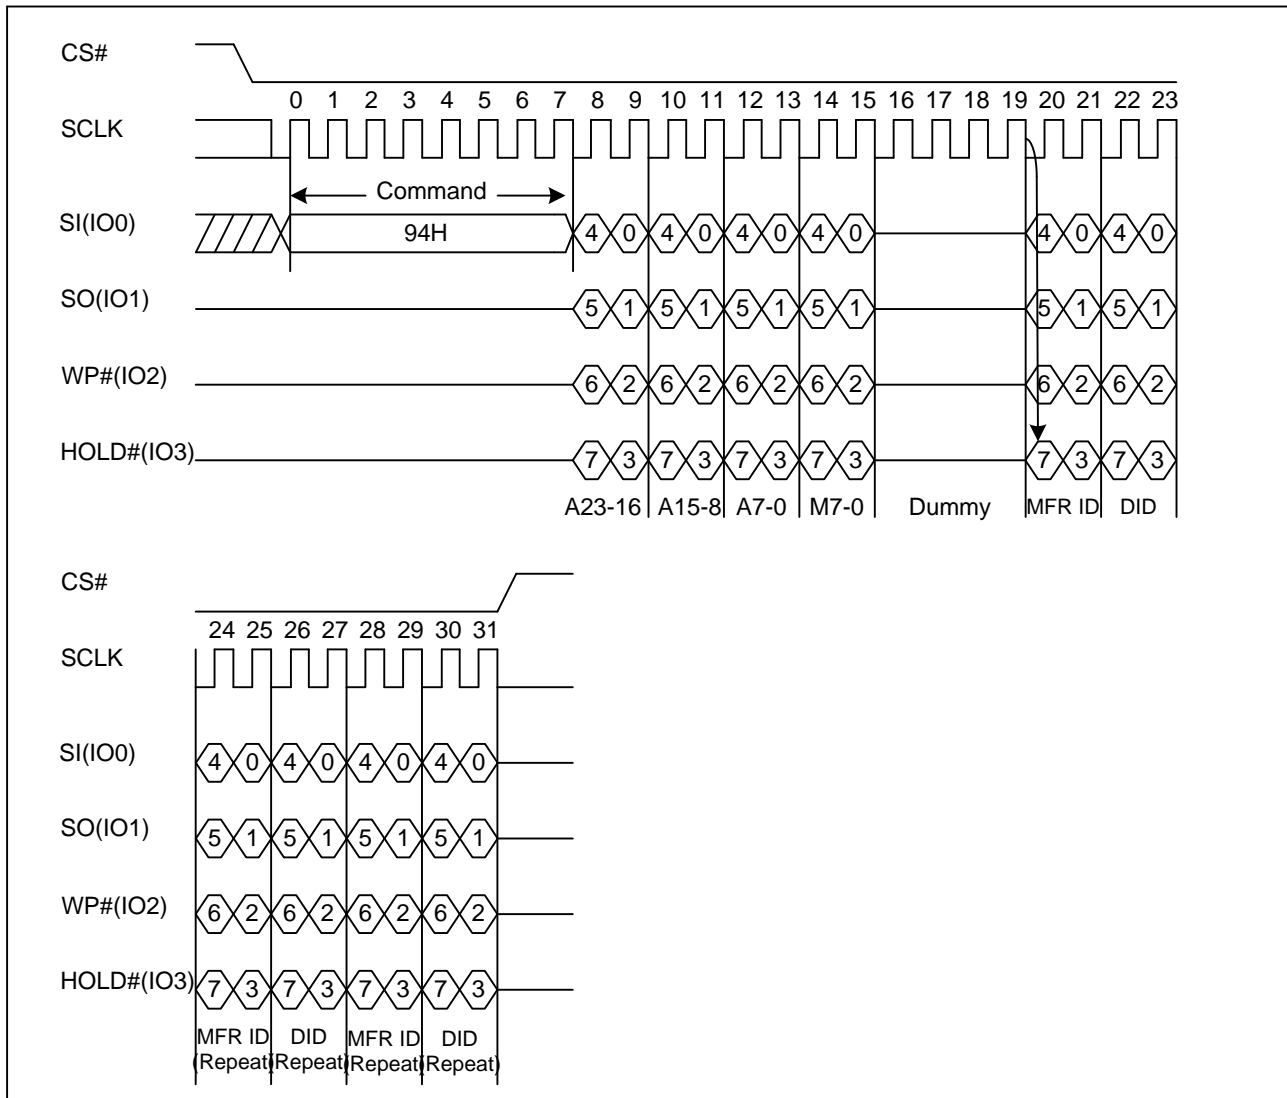 CS#
0 1 2 3 4 5 6 7 8 9 10 11 12 13 14 15 16 17 18 19 20 21 22 23
SCLK
Command
SI(IO0)
94H
4 0 4 0 4 0 4 0 4 0 4 0
SO(IO1)
5 1 5 1 5 1 5 1 5 1 5 1
WP#(IO2)
6 2 6 2 6 2 6 2 6 2 6 2
HOLD#(IO3)
7 3 7 3 7 3 7 3 7 3 7 3
A23-16 A15-8 A7-0 M7-0 Dummy MFR ID DID
CS#
24 25 26 27 28 29 30 31
SCLK
SI(IO0)
4 0 4 0 4 0 4 0
SO(IO1)
5 1 5 1 5 1 5 1
WP#(IO2)
6 2 6 2 6 2 6 2
HOLD#(IO3)
7 3 7 3 7 3 7 3
MFR ID DID MFR ID DID
(Repeat) (Repeat) (Repeat) (Repeat)